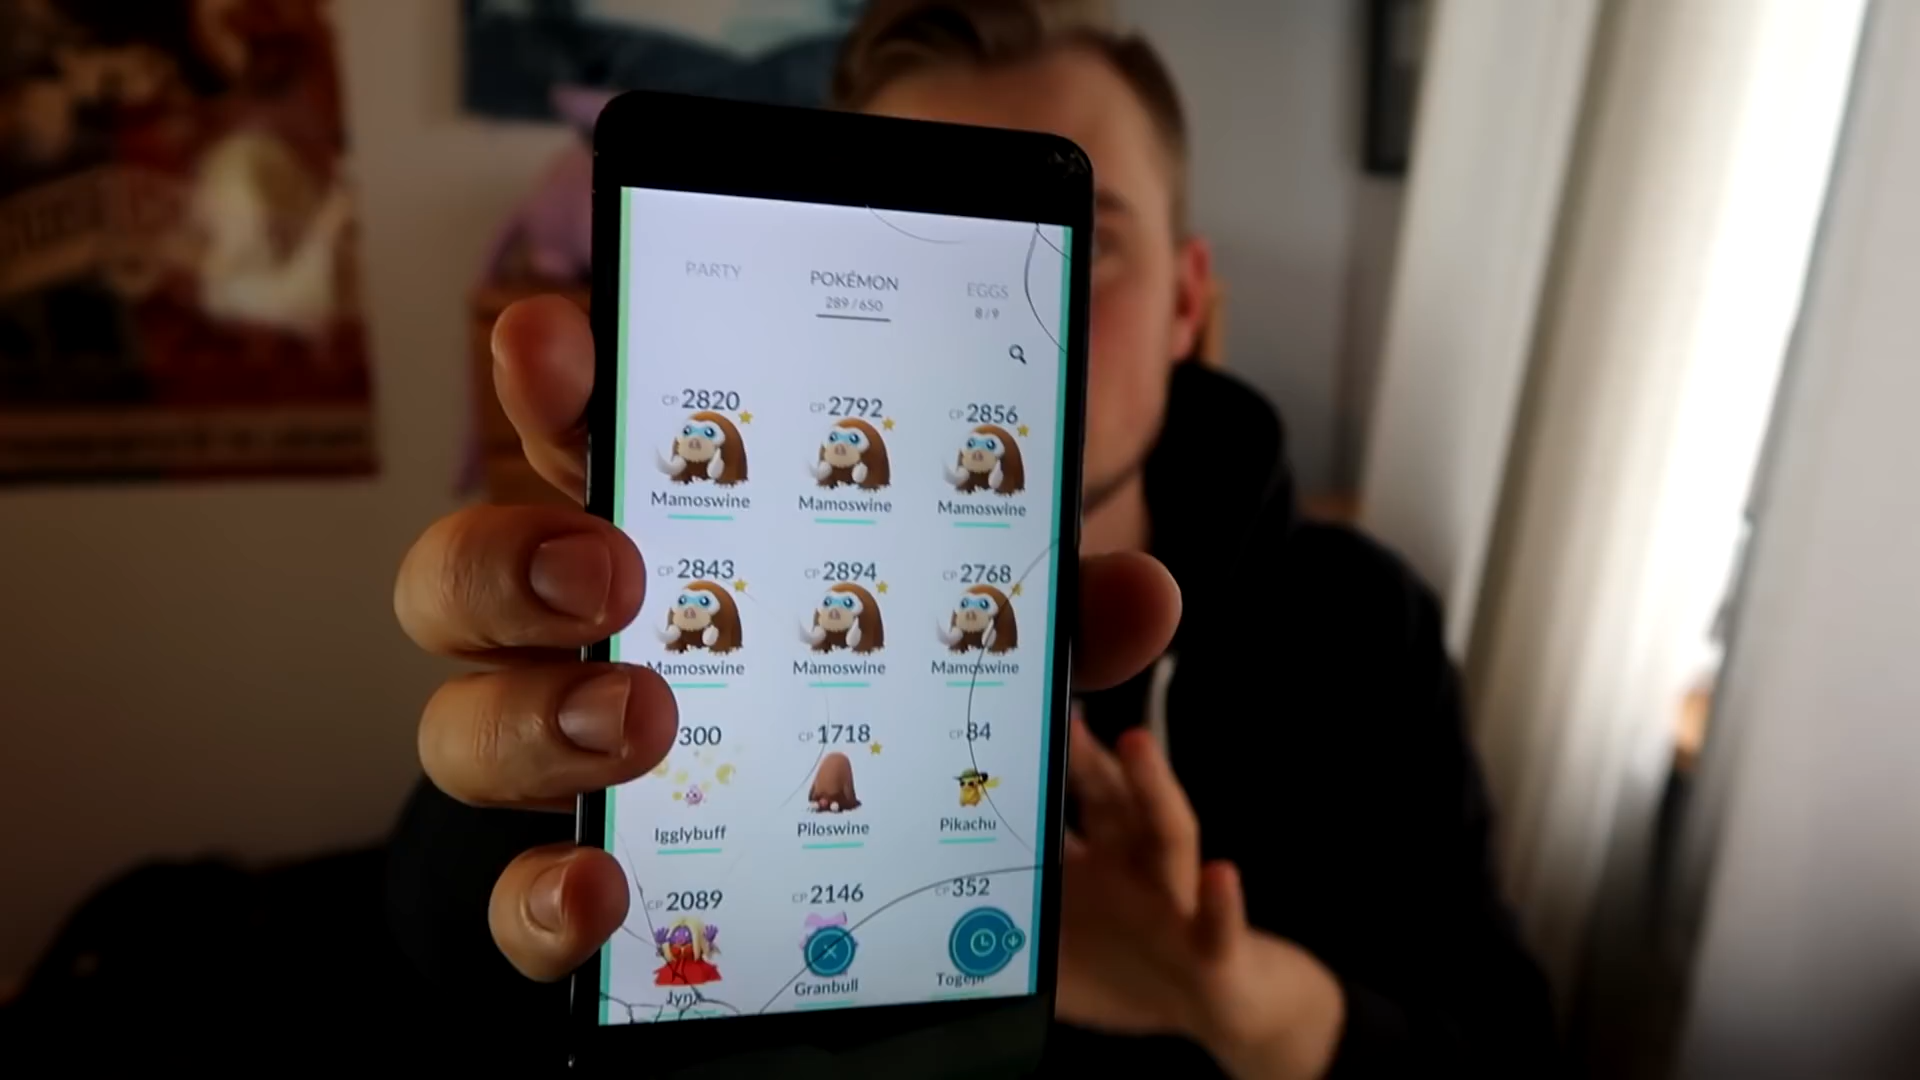 PARTY
POKÉMON
EGGS
289 / 650
8 / 9
CP 2820
CP 2792
CP 2856
Mamoswine
Mamoswine
Mamoswine
CP 2843
CP 2894
CP 2768
Mamoswine
Mamoswine
Mamoswine
300
CP 1718
CP 84
Igglybuff
Piloswine
Pikachu
CP 2089
CP 2146
CP 352
Jynx
Granbull
Togepi